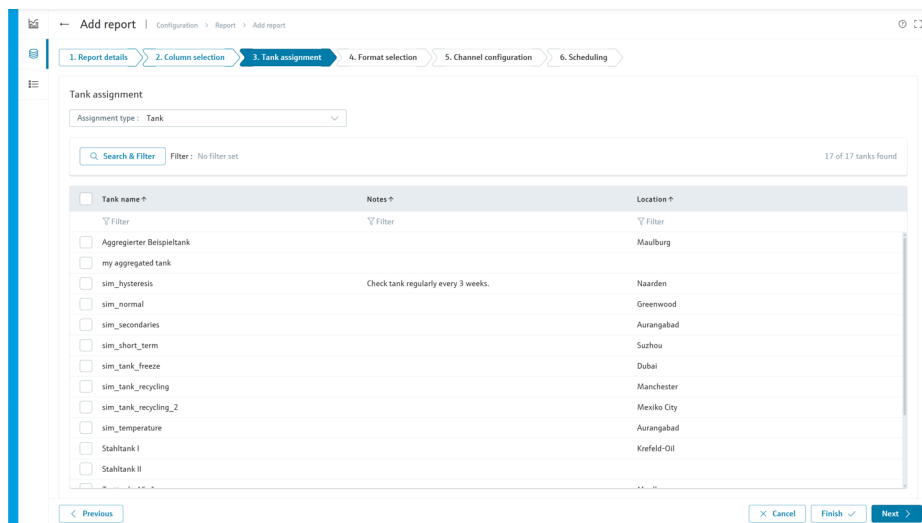 ← Add report | Configuration > Report > Add report
1. Report details 2. Column selection 3. Tank assignment 4. Format selection 5. Channel configuration 6. Scheduling
Tank assignment
Assignment type : Tank
Search & Filter Filter : No filter set 17 of 17 tanks found
Tank name ↑ Notes ↑ Location ↑
Filter Filter Filter
Aggregierter Beispieltank Maulburg
my aggregated tank
sim_hysteresis Check tank regularly every 3 weeks. Naarden
sim_normal Greenwood
sim_secondaries Aurangabad
sim_short_term Suzhou
sim_tank_freeze Dubai
sim_tank_recycling Manchester
sim_tank_recycling_2 Mexiko City
sim_temperature Aurangabad
Stahltank I Krefeld-Oil
Stahltank II
< Previous × Cancel Finish ✓ Next >